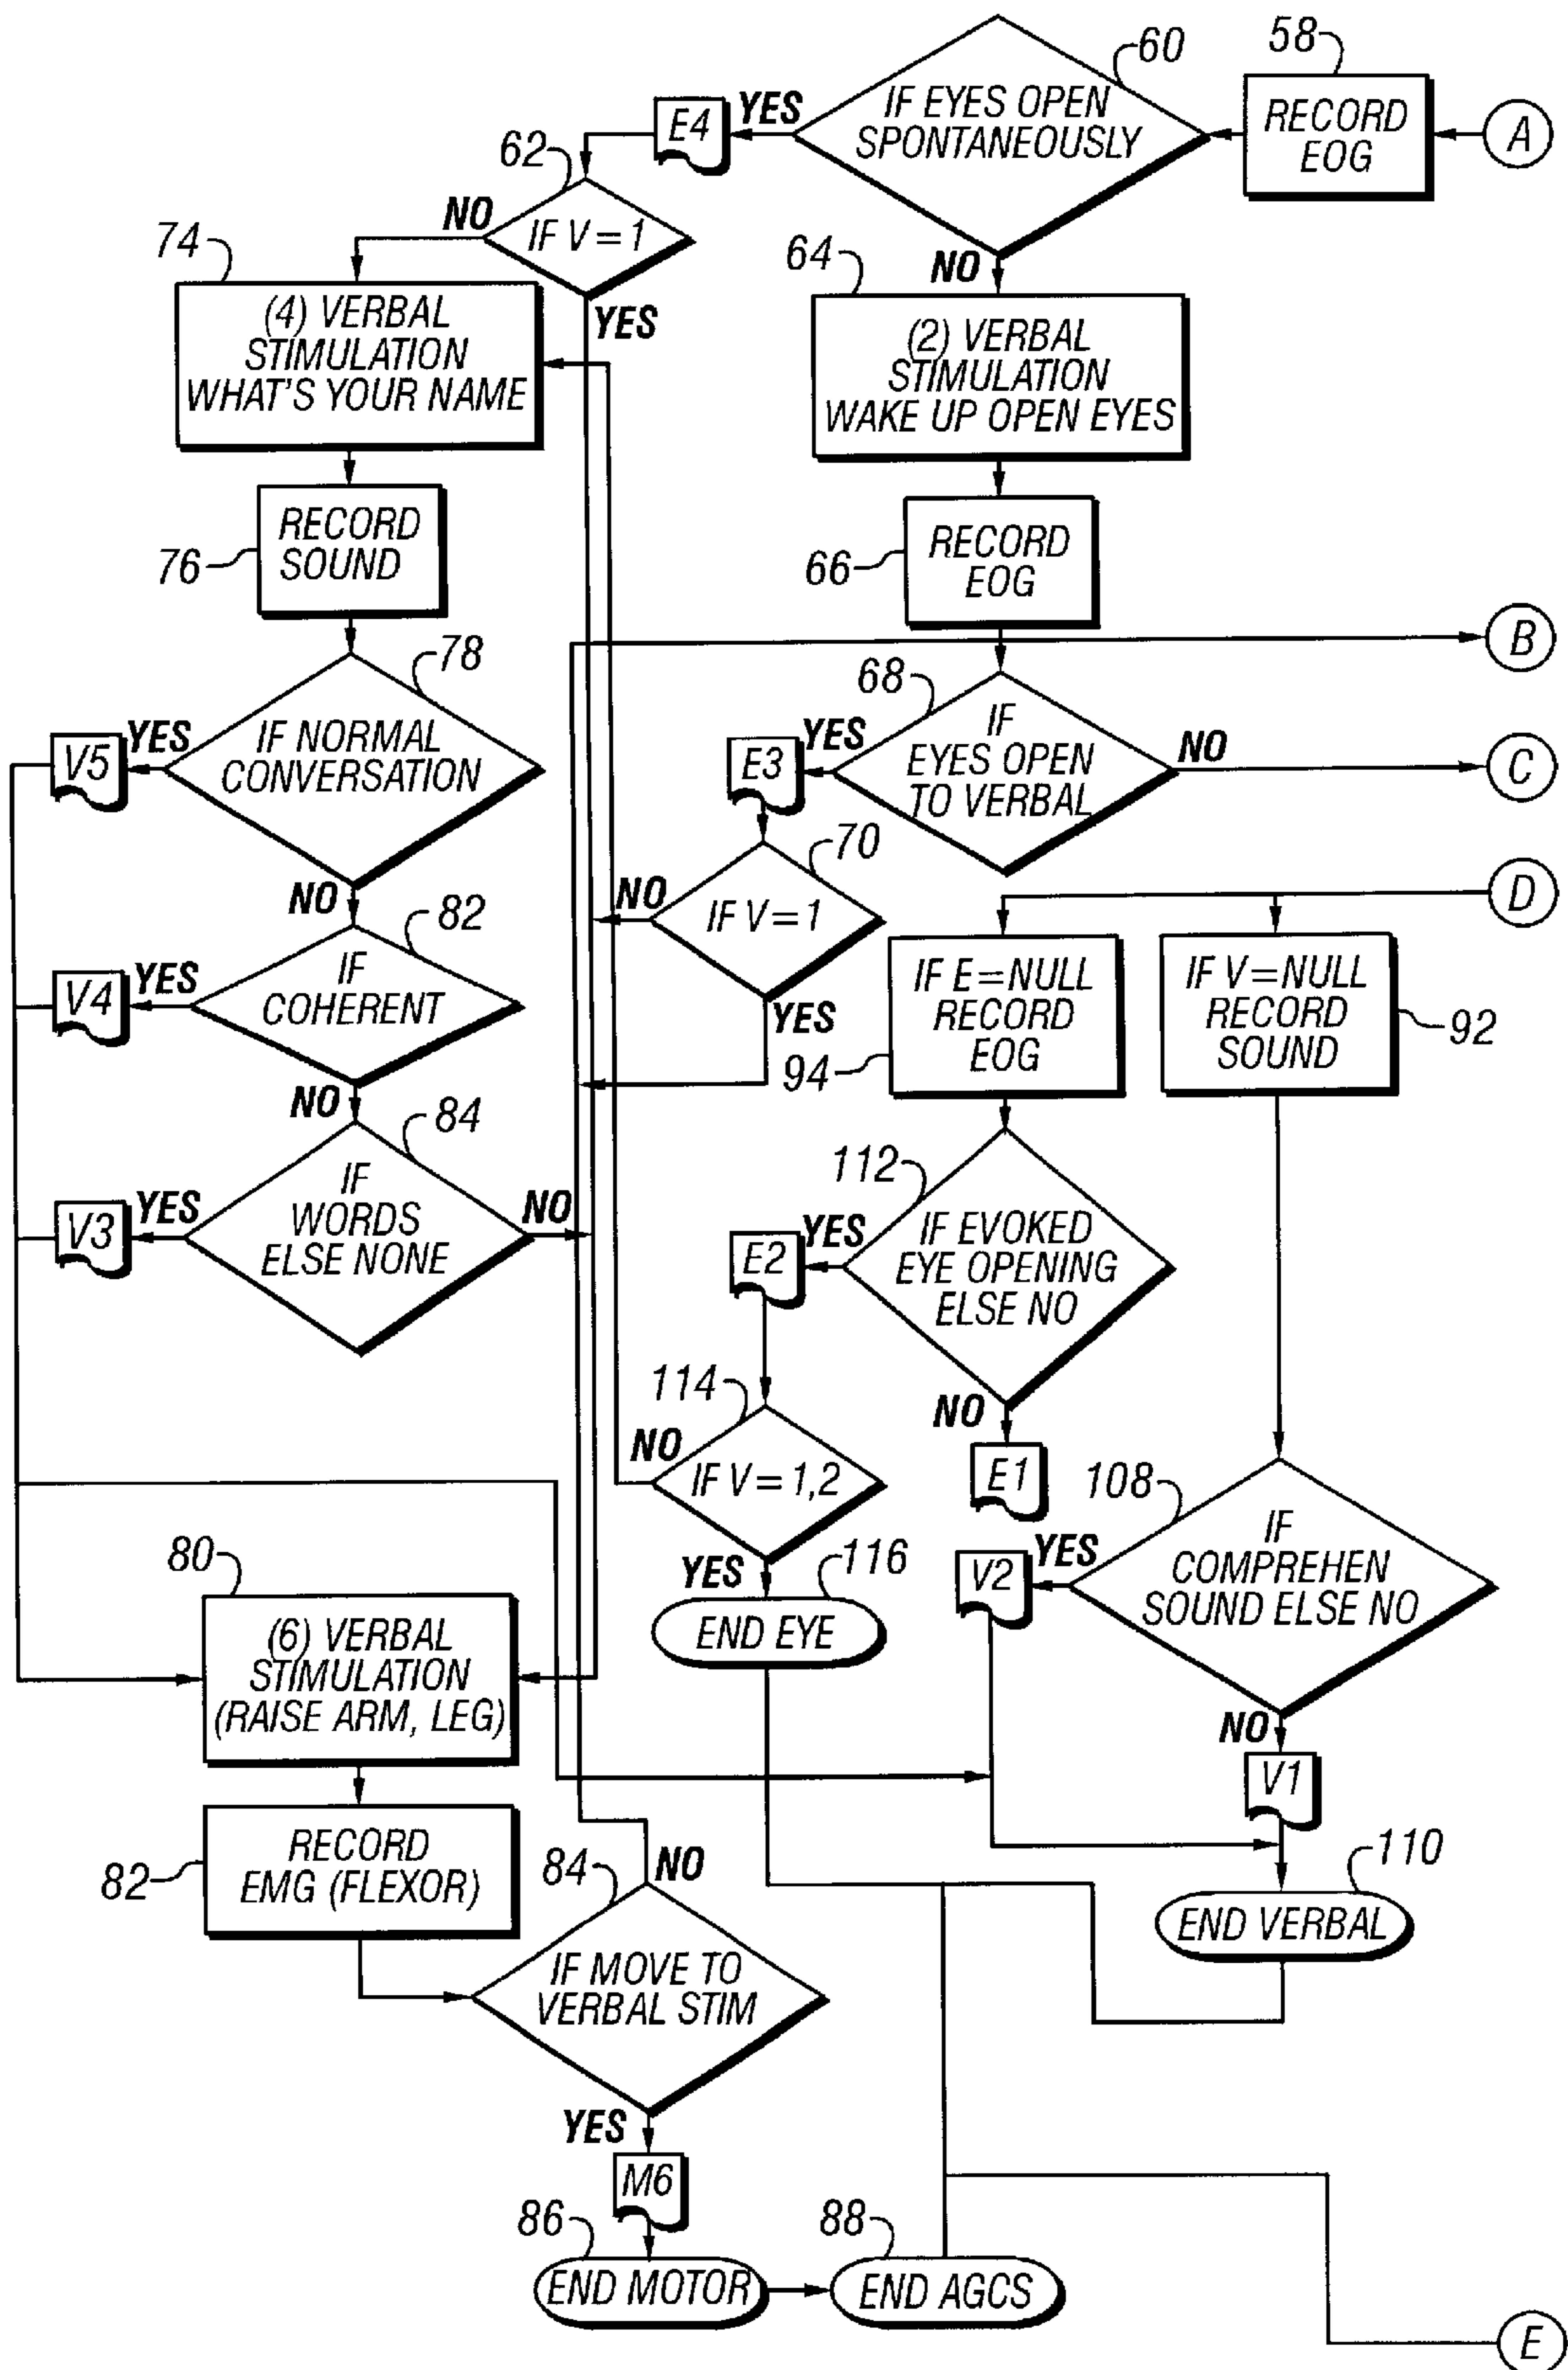 58
60
IF EYES OPEN
SPONTANEOUSLY
RECORD
EOG
A
YES
E4
62
NO
IF V = 1
YES
NO
74
(4) VERBAL
STIMULATION
WHAT'S YOUR NAME
64
(2) VERBAL
STIMULATION
WAKE UP OPEN EYES
76
RECORD
SOUND
66
RECORD
EOG
B
78
IF NORMAL
CONVERSATION
YES
V5
NO
68
IF
EYES OPEN
TO VERBAL
YES
E3
NO
C
70
IF V = 1
NO
YES
D
82
IF
COHERENT
YES
V4
NO
IF E=NULL
RECORD
EOG
94
IF V=NULL
RECORD
SOUND
92
84
IF
WORDS
ELSE NONE
YES
V3
NO
112
IF EVOKED
EYE OPENING
ELSE NO
YES
E2
NO
E1
114
NO
IF V = 1,2
YES
116
END EYE
108
IF
COMPREHEN
SOUND ELSE NO
YES
V2
NO
V1
110
END VERBAL
80
(6) VERBAL
STIMULATION
(RAISE ARM, LEG)
82
RECORD
EMG (FLEXOR)
84
NO
IF MOVE TO
VERBAL STIM
YES
M6
86
END MOTOR
88
END AGCS
E